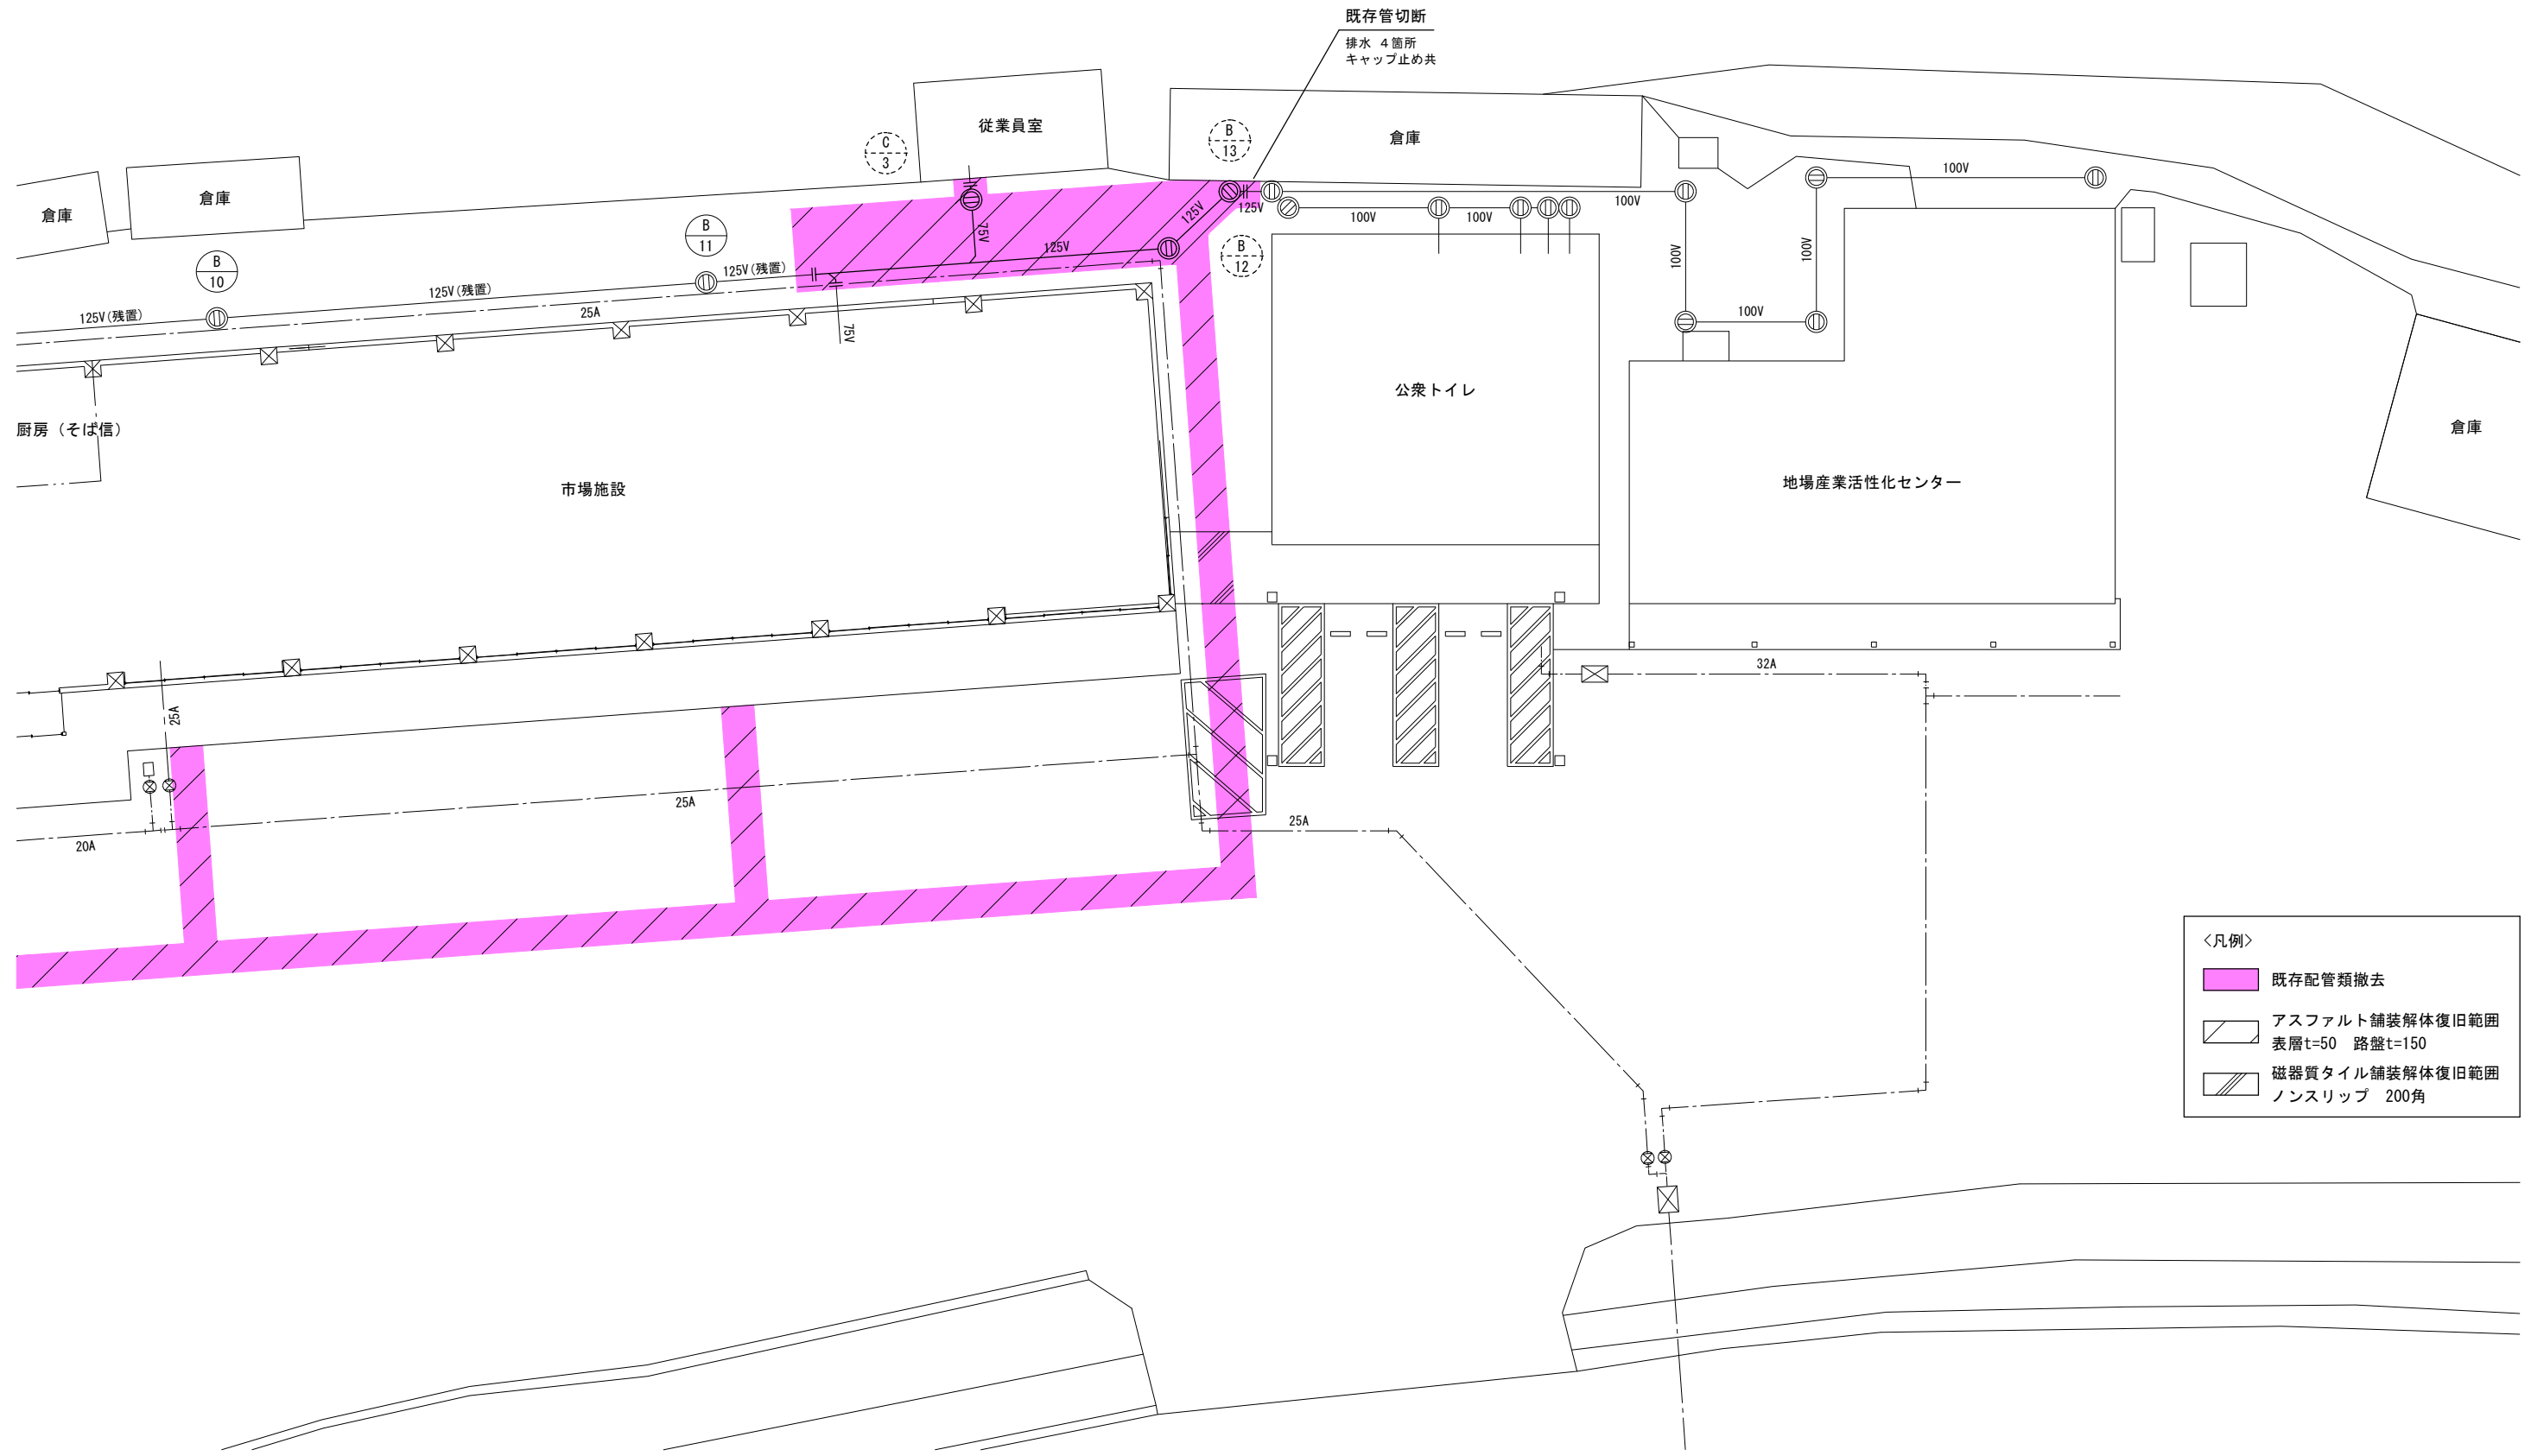 既存管切断
排水 4箇所
キャップ止め共
従業員室
倉庫
倉庫
倉庫
C
3
B
13
B
11
B
12
B
10
100V
125V
125V
100V
100V
100V
75V
125V
125V(残置)
125V(残置)
125V(残置)
25A
75V
100V
100V
100V
公衆トイレ
厨房（そば信）
市場施設
地場産業活性化センター
倉庫
32A
25A
25A
25A
20A
<凡例>
既存配管類撤去
アスファルト舗装解体復旧範囲
表層t=50　路盤t=150
磁器質タイル舗装解体復旧範囲
ノンスリップ　200角